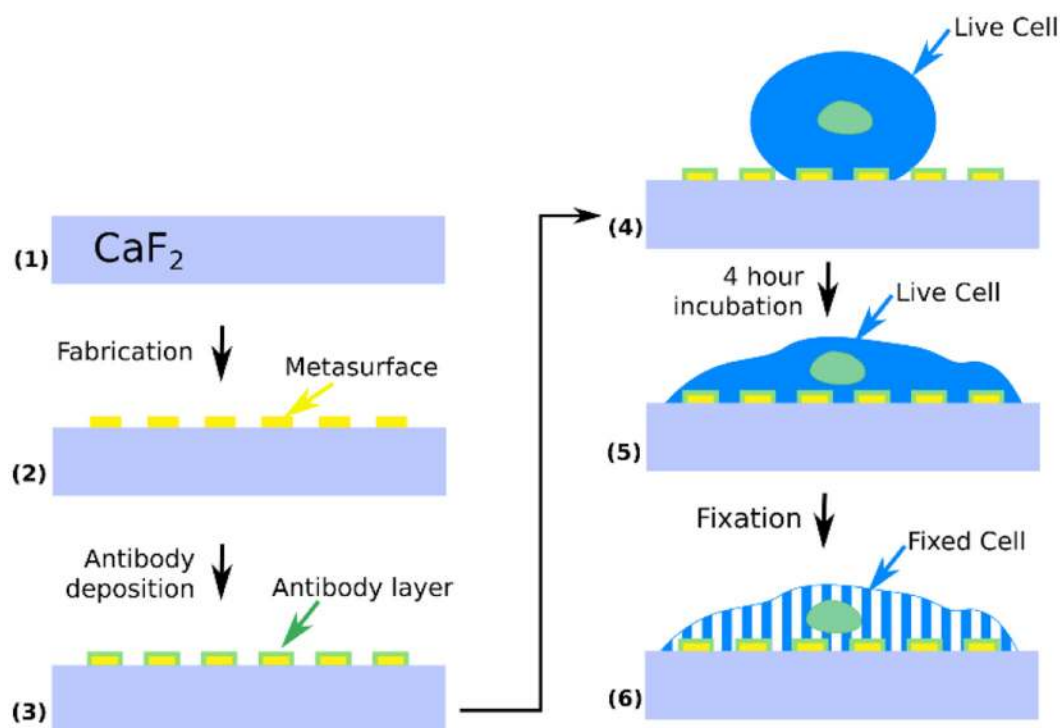 (1)
CaF₂
Fabrication
Metasurface
(2)
Antibody
deposition
Antibody layer
(3)
Live Cell
(4)
4 hour
incubation
Live Cell
(5)
Fixation
Fixed Cell
(6)